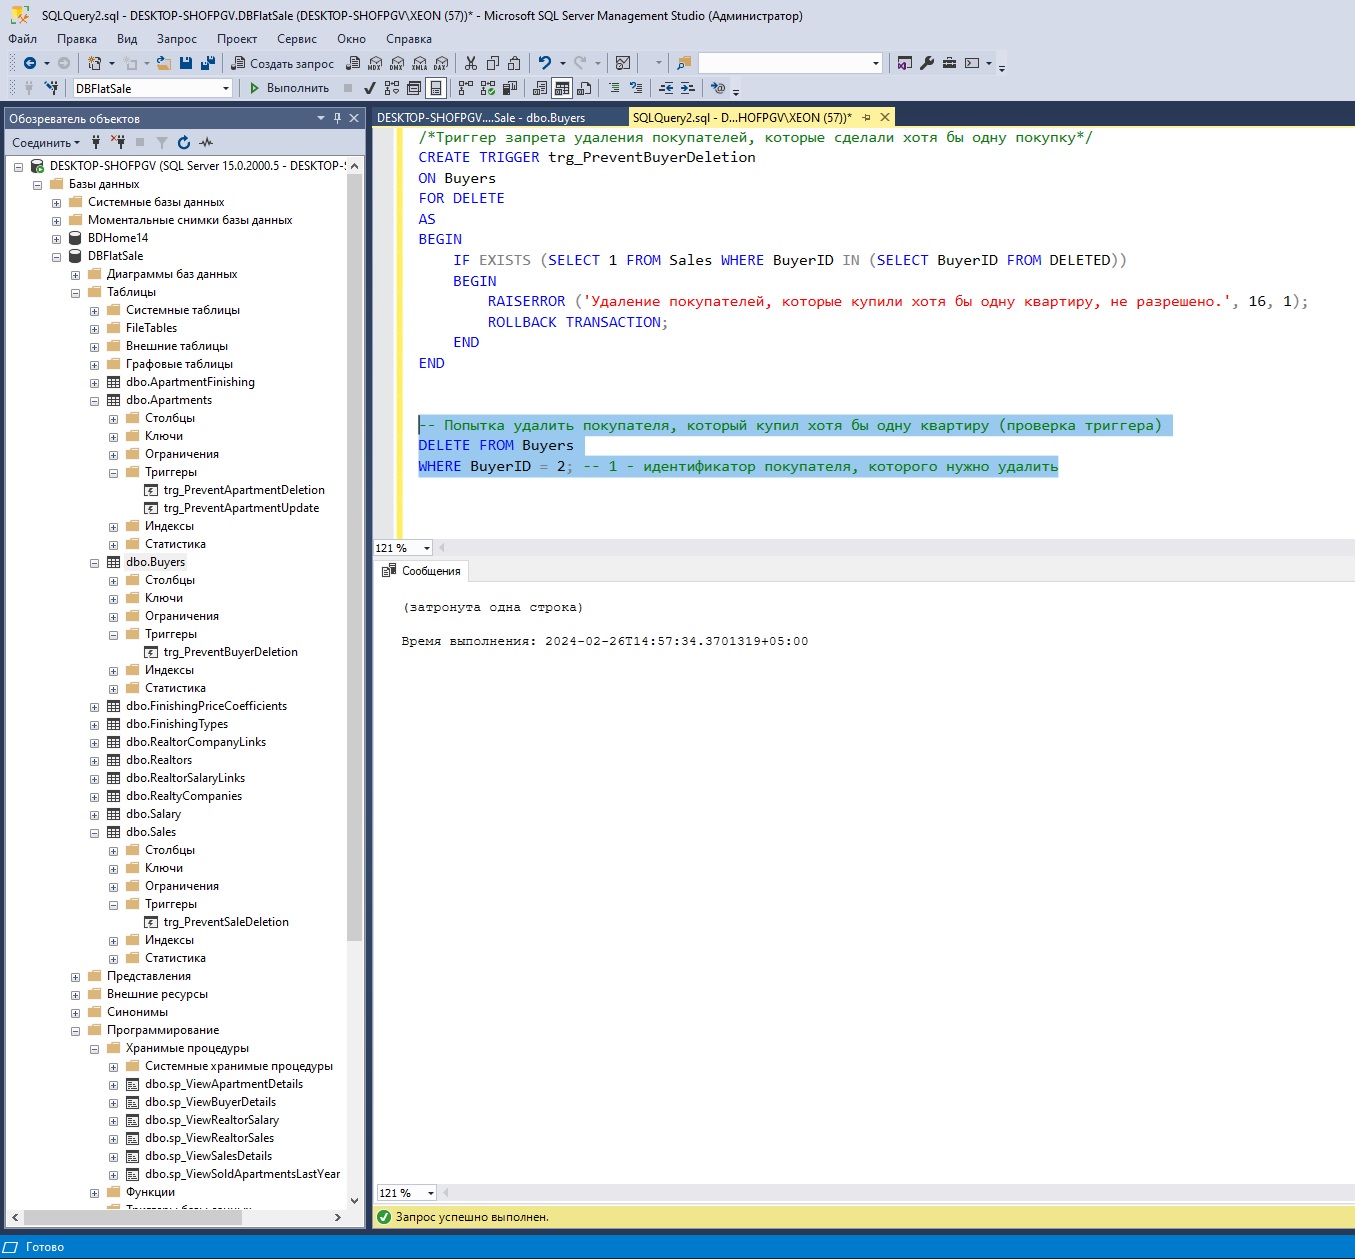 SQLQuery2.sql - DESKTOP-SHOFPGV.DBFlatSale (DESKTOP-SHOFPGV\XEON (57))* - Microsoft SQL Server Management Studio (Администратор)
Файл Правка Вид Запрос Проект Сервис Окно Справка
Создать запрос MDX DMX XMLA DAX
DBFlatSale Выполнить
Обозреватель объектов
Соединить
DESKTOP-SHOFPGV (SQL Server 15.0.2000.5 - DESKTOP-
Базы данных
Системные базы данных
Моментальные снимки базы данных
BDHome14
DBFlatSale
Диаграммы баз данных
Таблицы
Системные таблицы
FileTables
Внешние таблицы
Графовые таблицы
dbo.ApartmentFinishing
dbo.Apartments
Столбцы
Ключи
Ограничения
Триггеры
trg_PreventApartmentDeletion
trg_PreventApartmentUpdate
Индексы
Статистика
dbo.Buyers
Столбцы
Ключи
Ограничения
Триггеры
trg_PreventBuyerDeletion
Индексы
Статистика
dbo.FinishingPriceCoefficients
dbo.FinishingTypes
dbo.RealtorCompanyLinks
dbo.Realtors
dbo.RealtorSalaryLinks
dbo.RealtyCompanies
dbo.Salary
dbo.Sales
Столбцы
Ключи
Ограничения
Триггеры
trg_PreventSaleDeletion
Индексы
Статистика
Представления
Внешние ресурсы
Синонимы
Программирование
Хранимые процедуры
Системные хранимые процедуры
dbo.sp_ViewApartmentDetails
dbo.sp_ViewBuyerDetails
dbo.sp_ViewRealtorSalary
dbo.sp_ViewRealtorSales
dbo.sp_ViewSalesDetails
dbo.sp_ViewSoldApartmentsLastYear
Функции
DESKTOP-SHOFPGV....Sale - dbo.Buyers
SQLQuery2.sql - D...HOFPGV\XEON (57))*
/*Триггер запрета удаления покупателей, которые сделали хотя бы одну покупку*/
CREATE TRIGGER trg_PreventBuyerDeletion
ON Buyers
FOR DELETE
AS
BEGIN
IF EXISTS (SELECT 1 FROM Sales WHERE BuyerID IN (SELECT BuyerID FROM DELETED))
BEGIN
RAISERROR ('Удаление покупателей, которые купили хотя бы одну квартиру, не разрешено.', 16, 1);
ROLLBACK TRANSACTION;
END
END
-- Попытка удалить покупателя, который купил хотя бы одну квартиру (проверка триггера)
DELETE FROM Buyers
WHERE BuyerID = 2; -- 1 - идентификатор покупателя, которого нужно удалить
121 %
Сообщения
(затронута одна строка)
Время выполнения: 2024-02-26T14:57:34.3701319+05:00
121 %
Запрос успешно выполнен.
Готово